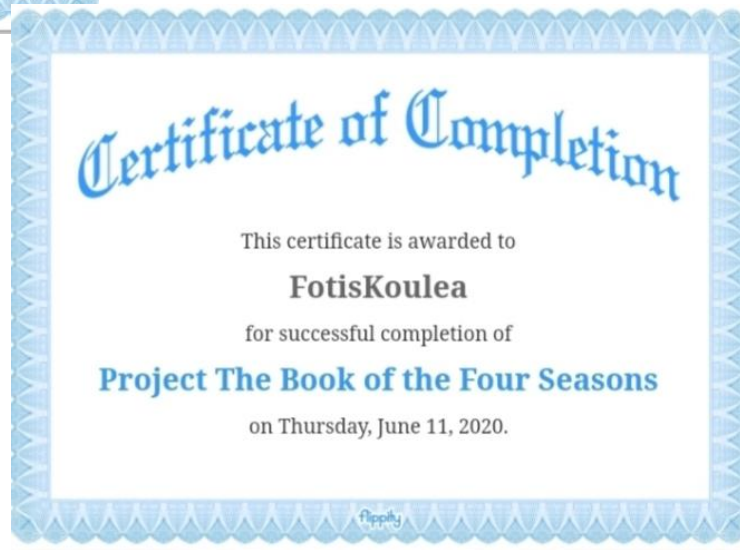 Certificate of Completion
This certificate is awarded to
FotisKoulea
for successful completion of
Project The Book of the Four Seasons
on Thursday, June 11, 2020.
flippity